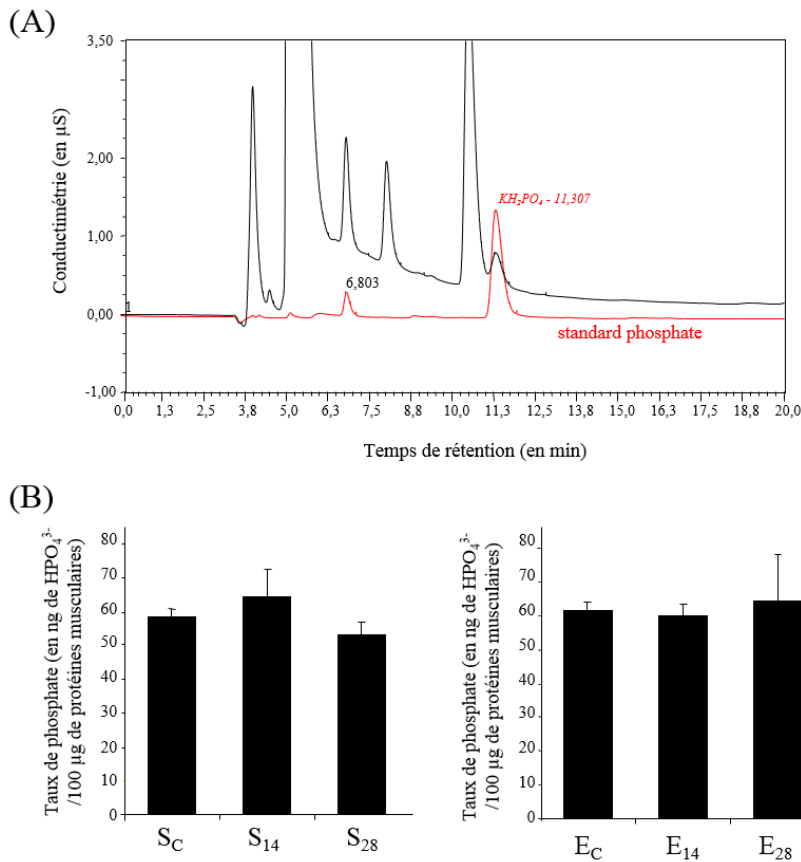 (A)
3,50
2,00
1,00
0,00
-1,00
Conductimétrie (en µS)
1
6,803
KH₂PO₄ - 11,307
standard phosphate
0,0 1,3 2,5 3,8 5,0 6,3 7,5 8,8 10,0 11,3 12,5 13,8 15,0 16,3 17,5 18,8 20,0
Temps de rétention (en min)
(B)
Taux de phosphate (en ng de HPO₄³⁻
/100 µg de protéines musculaires)
80
70
60
50
40
30
20
10
0
S_C S₁₄ S₂₈
Taux de phosphate (en ng de HPO₄³⁻
/100 µg de protéines musculaires)
80
70
60
50
40
30
20
10
0
E_C E₁₄ E₂₈